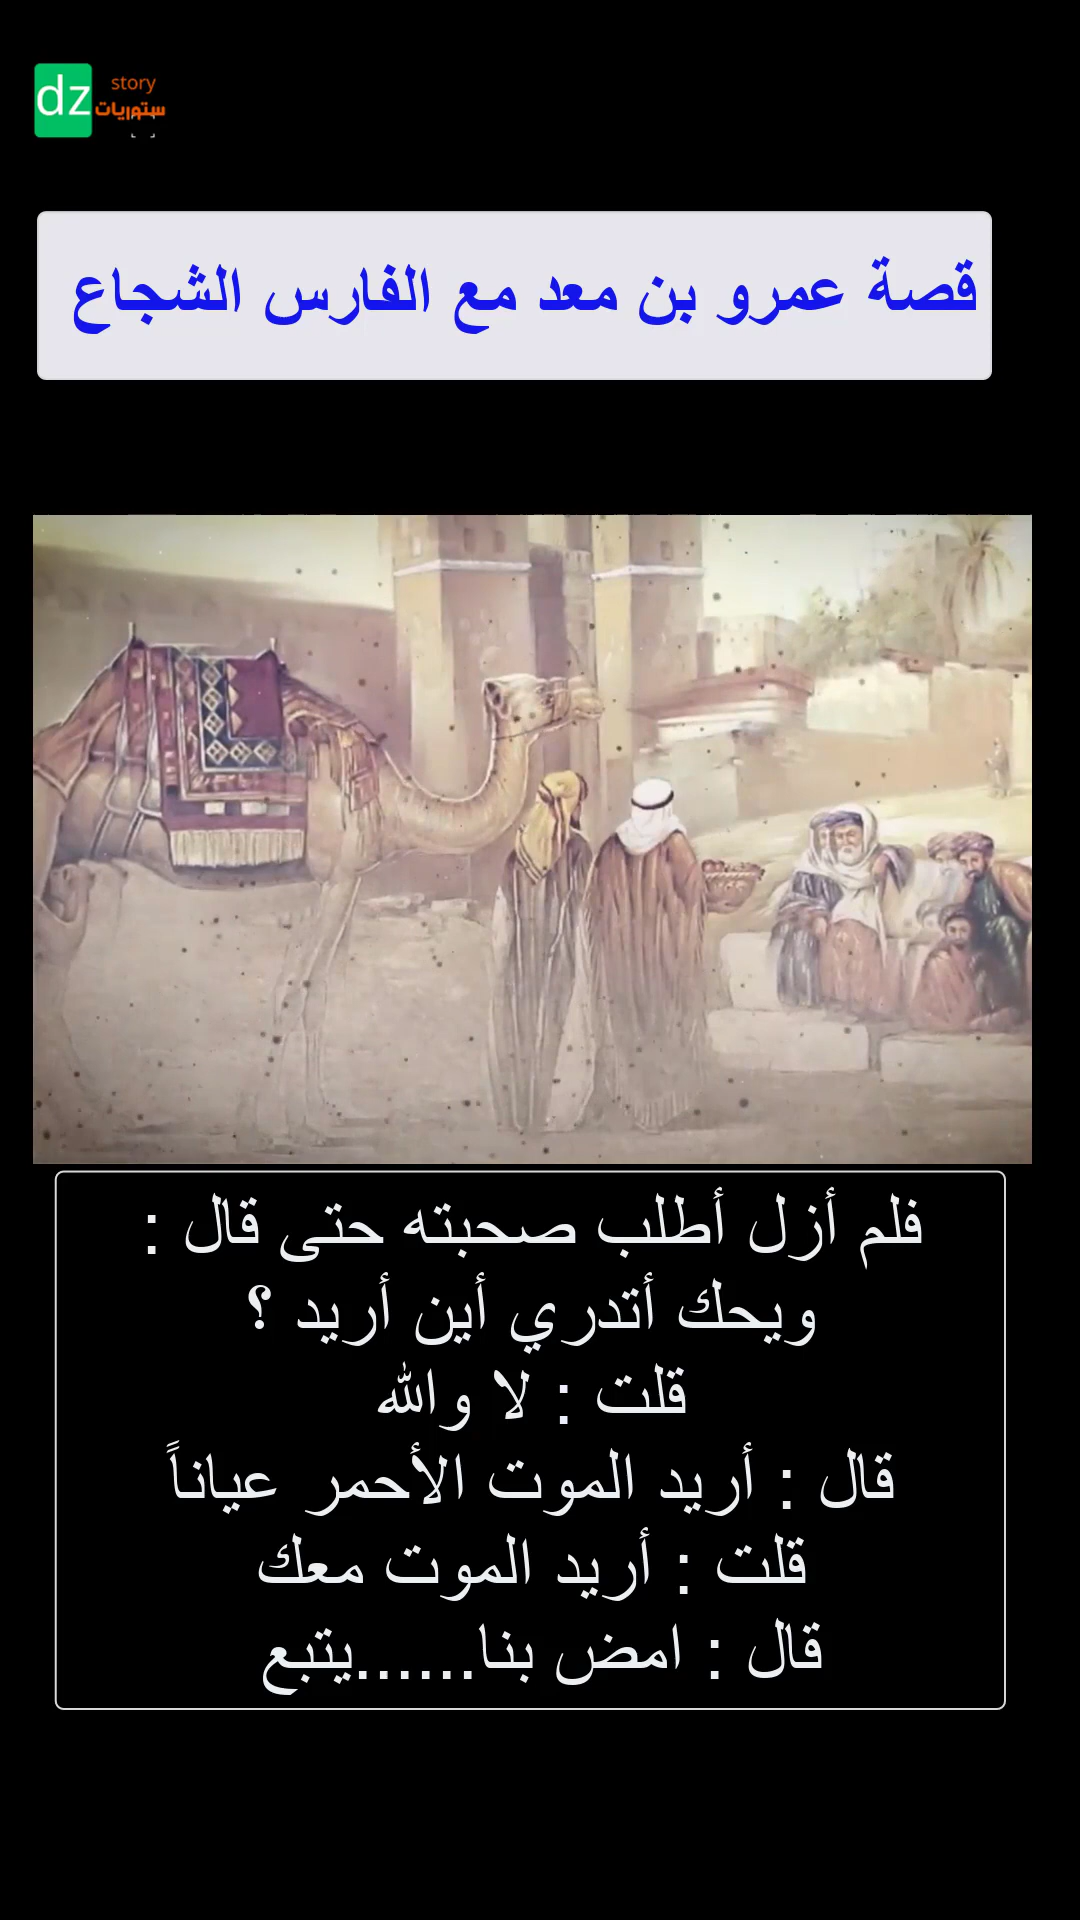 dz
story
ستوريات
قصة عمرو بن معد مع الفارس الشجاع
فلم أزل أطلب صحبته حتى قال :
ويحك أتدري أين أريد ؟
قلت : لا والله
قال : أريد الموت الأحمر عياناً
قلت : أريد الموت معك
قال : امض بنا......يتبع